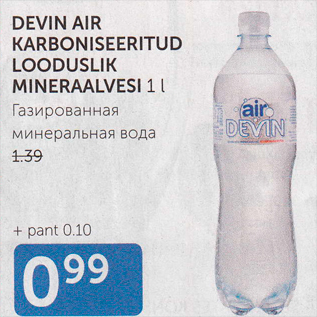 DEVIN AIR
KARBONISEERITUD
LOODUSLIK
MINERAALVESI 1 l
Газированная
минеральная вода
1.39
+ pant 0.10
0.99
air
DEVIN